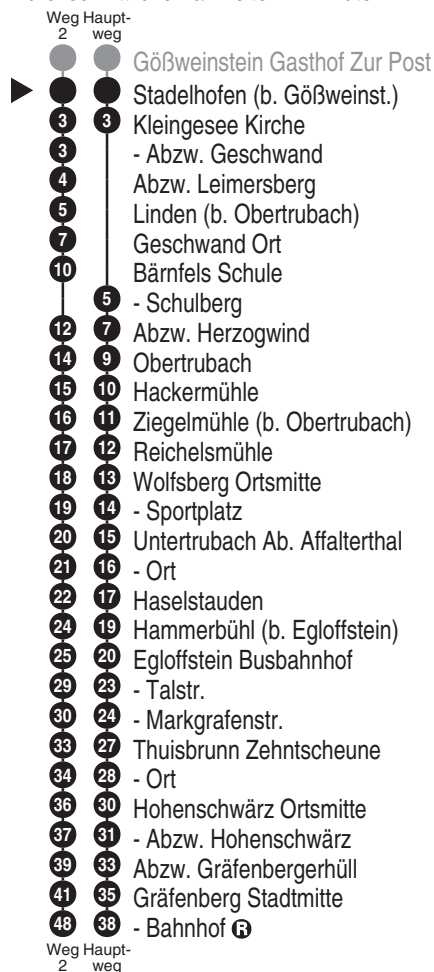 Weg Haupt-
2 weg
Gößweinstein Gasthof Zur Post
Stadelhofen (b. Gößweinst.)
3 3 Kleingesee Kirche
3 - Abzw. Geschwand
4 Abzw. Leimersberg
5 Linden (b. Obertrubach)
7 Geschwand Ort
10 Bärnfels Schule
5 - Schulberg
12 7 Abzw. Herzogwind
14 9 Obertrubach
15 10 Hackermühle
16 11 Ziegelmühle (b. Obertrubach)
17 12 Reichelsmühle
18 13 Wolfsberg Ortsmitte
19 14 - Sportplatz
20 15 Untertrubach Ab. Affalterthal
21 16 - Ort
22 17 Haselstauden
24 19 Hammerbühl (b. Egloffstein)
25 20 Egloffstein Busbahnhof
29 23 - Talstr.
30 24 - Markgrafenstr.
33 27 Thuisbrunn Zehntscheune
34 28 - Ort
36 30 Hohenschwärz Ortsmitte
37 31 - Abzw. Hohenschwärz
39 33 Abzw. Gräfenbergerhüll
41 35 Gräfenberg Stadtmitte
48 38 - Bahnhof R
Weg Haupt-
2 weg